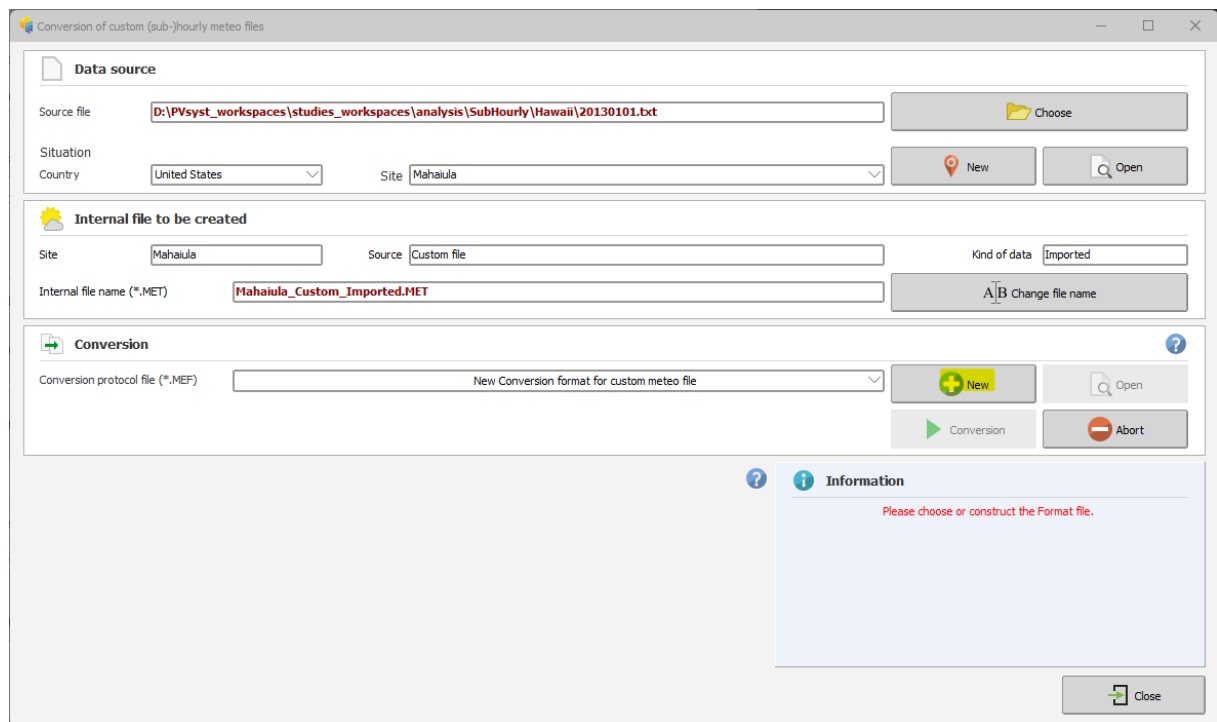 Conversion of custom (sub-)hourly meteo files
Data source
Source file D:\PVsyst_workspaces\studies_workspaces\analysis\SubHourly\Hawaii\20130101.txt Choose
Situation
Country United States Site Mahaiula New Open
Internal file to be created
Site Mahaiula Source Custom file Kind of data Imported
Internal file name (*.MET) Mahaiula_Custom_Imported.MET A B Change file name
Conversion ?
Conversion protocol file (*.MEF) New Conversion format for custom meteo file New Open
Conversion Abort
? i Information
Please choose or construct the Format file.
Close